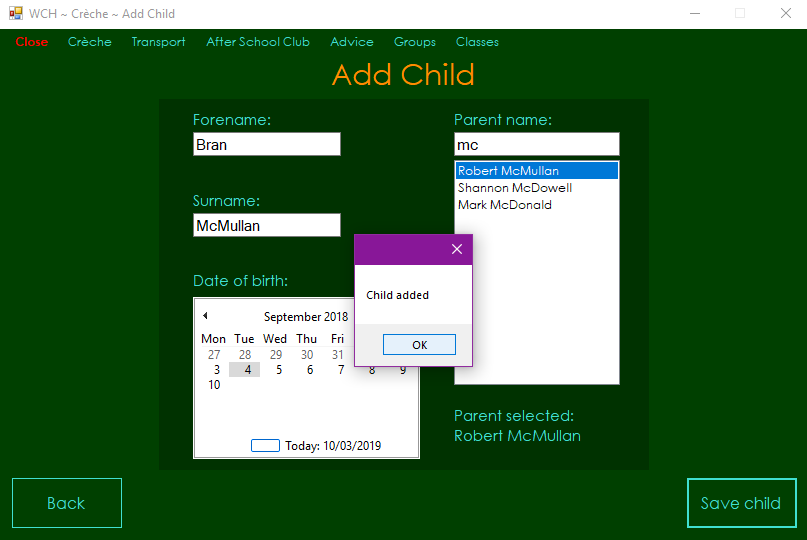 WCH ~ Crèche ~ Add Child
Close Crèche Transport After School Club Advice Groups Classes
Add Child
Forename:
Bran
Surname:
McMullan
Date of birth:
September 2018
Mon Tue Wed Thu Fri
27 28 29 30 31
3 4 5 6 7 8 9
10
Today: 10/03/2019
Parent name:
mc
Robert McMullan
Shannon McDowell
Mark McDonald
Parent selected:
Robert McMullan
Child added
OK
Back
Save child